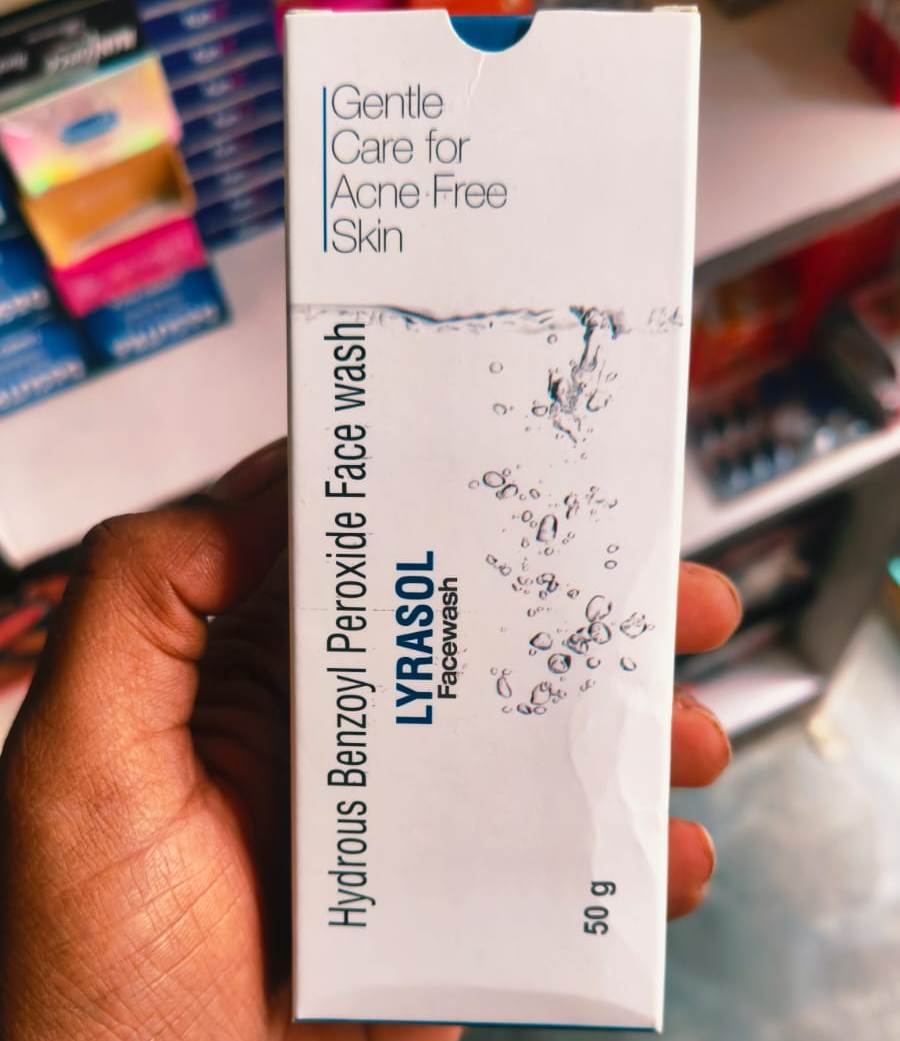 Gentle
Care for
Acne Free
Skin
Hydrous Benzoyl Peroxide Face wash
LYRASOL
Facewash
50 g